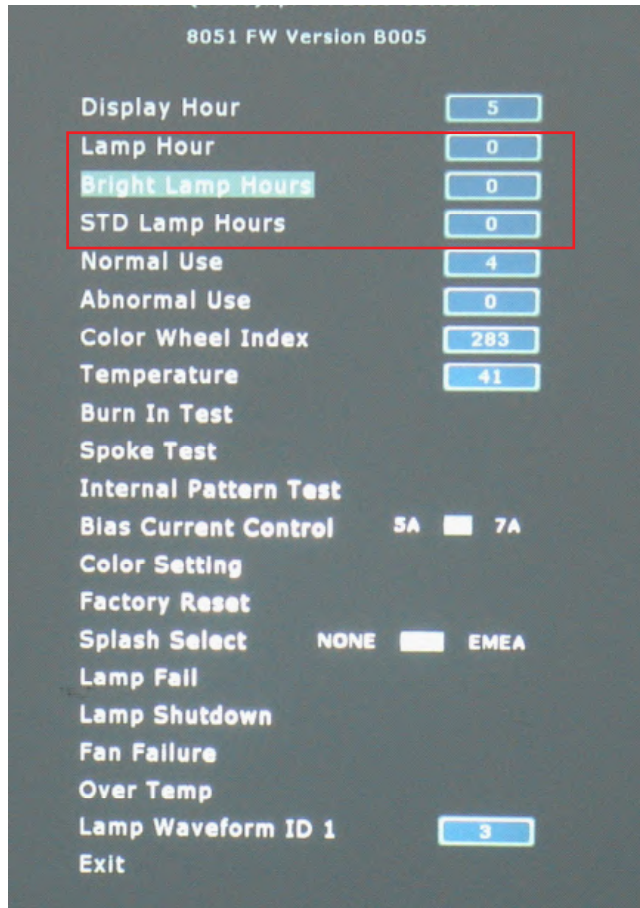 8051 FW Version B005
Display Hour 5
Lamp Hour 0
Bright Lamp Hours 0
STD Lamp Hours 0
Normal Use 4
Abnormal Use 0
Color Wheel Index 283
Temperature 41
Burn In Test
Spoke Test
Internal Pattern Test
Bias Current Control 5A 7A
Color Setting
Factory Reset
Splash Select NONE EMEA
Lamp Fail
Lamp Shutdown
Fan Failure
Over Temp
Lamp Waveform ID 1 3
Exit